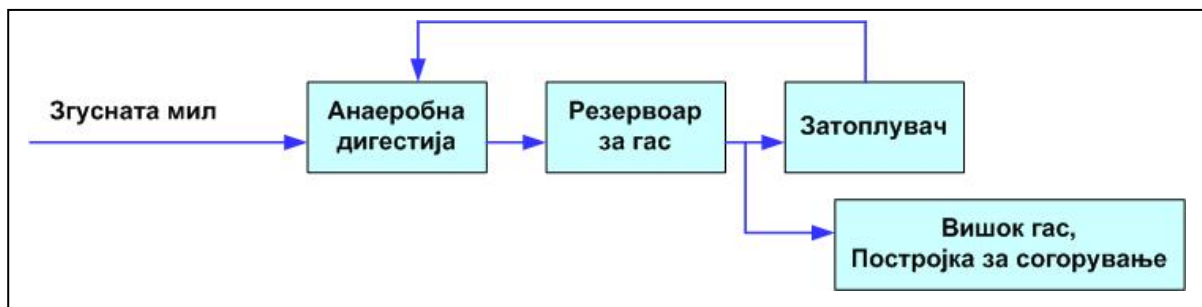 Згусната мил
Анаеробна
дигестија
Резервоар
за гас
Затоплувач
Вишок гас,
Постројка за согорување